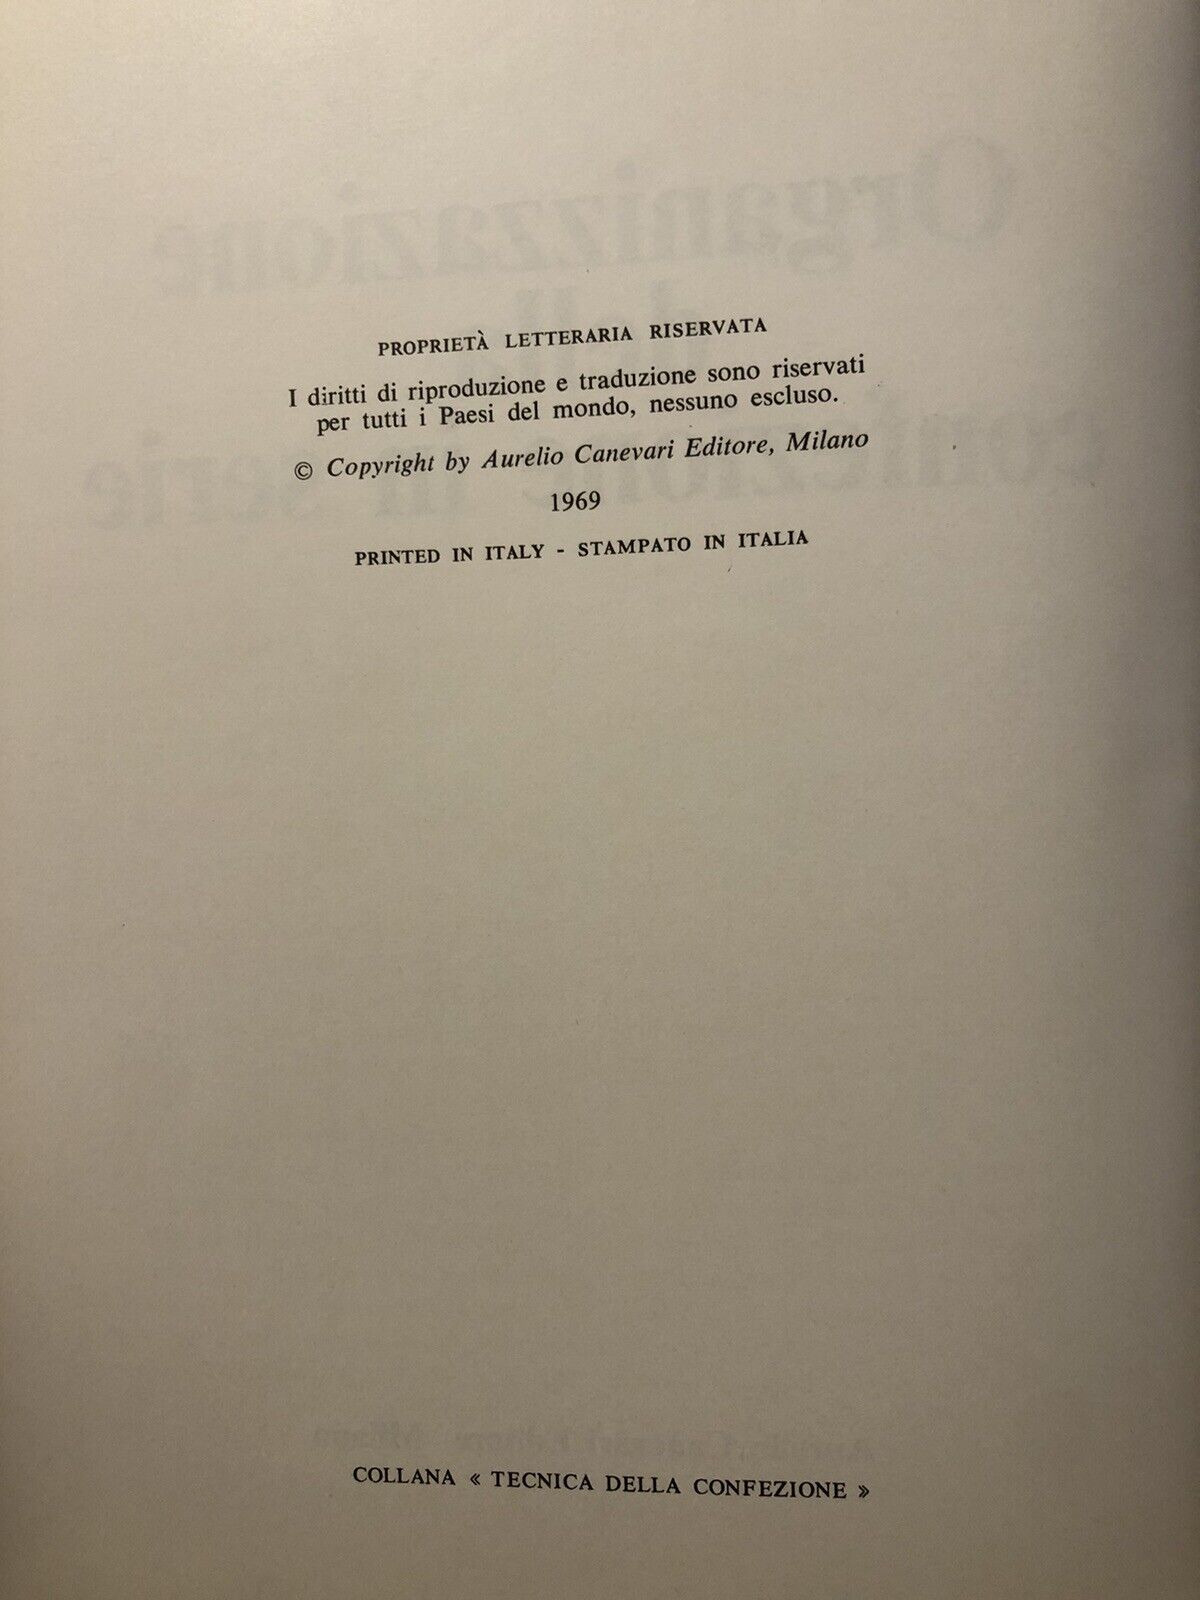 PROPRIETÀ LETTERARIA RISERVATA
I diritti di riproduzione e traduzione sono riservati
per tutti i Paesi del mondo, nessuno escluso.
© Copyright by Aurelio Canevari Editore, Milano
1969
PRINTED IN ITALY - STAMPATO IN ITALIA
COLLANA « TECNICA DELLA CONFEZIONE »